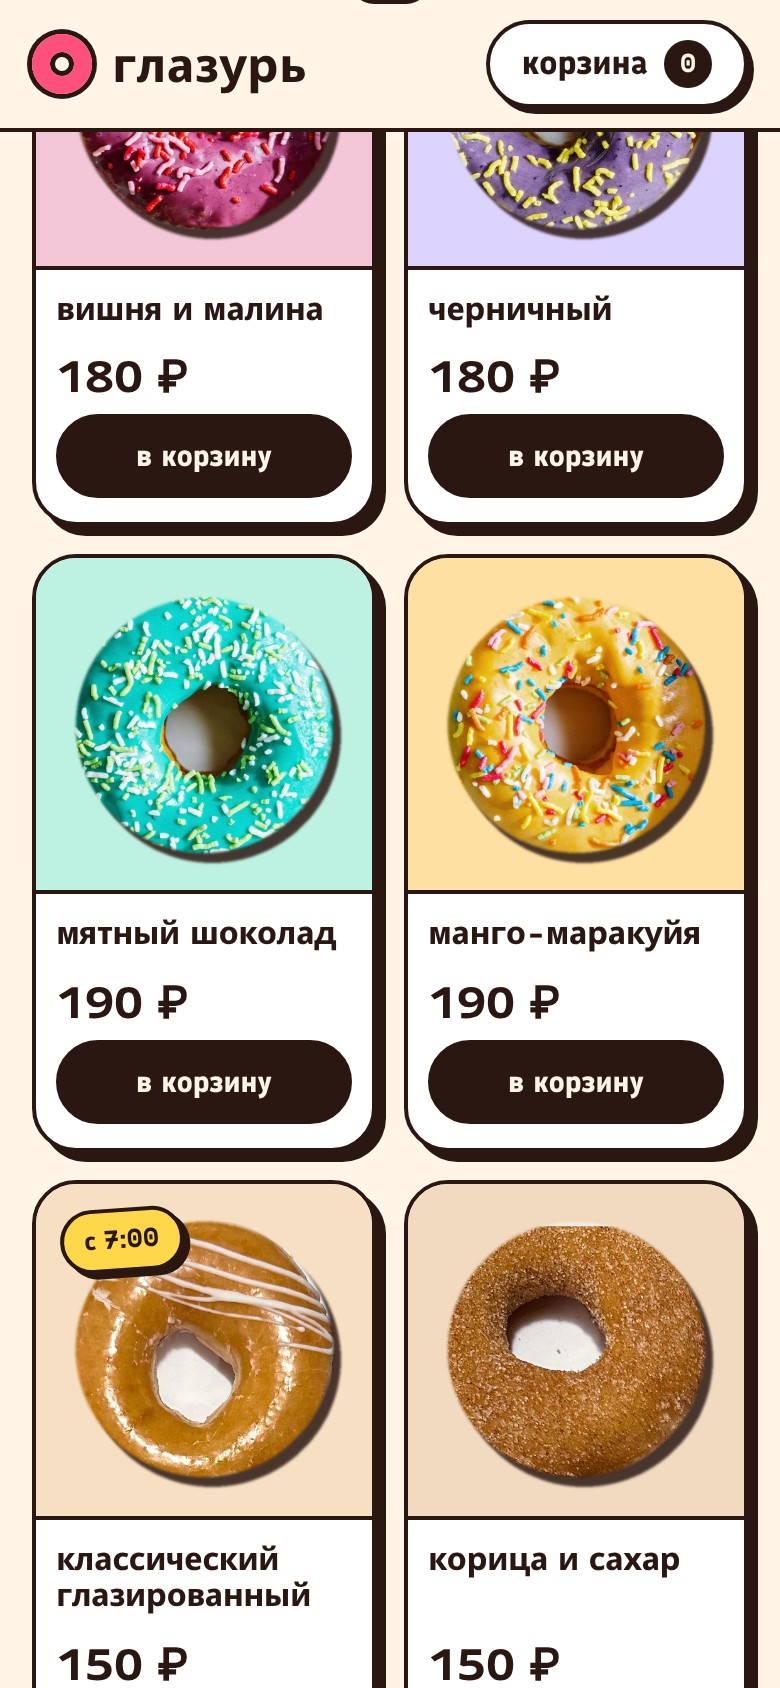 глазурь
корзина 0
вишня и малина
180 ₽
в корзину
черничный
180 ₽
в корзину
мятный шоколад
190 ₽
в корзину
манго-маракуйя
190 ₽
в корзину
с 7:00
классический
глазированный
150 ₽
корица и сахар
150 ₽